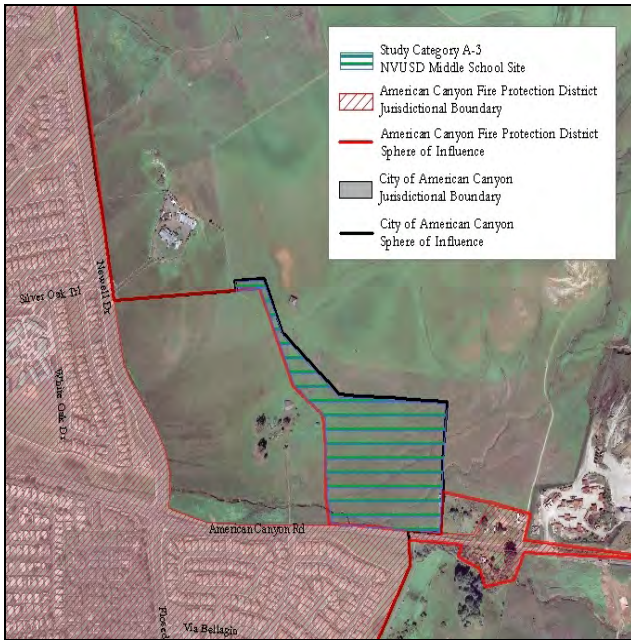 Study Category A-3
NVUSD Middle School Site
American Canyon Fire Protection District
Jurisdictional Boundary
American Canyon Fire Protection District
Sphere of Influence
City of American Canyon
Jurisdictional Boundary
City of American Canyon
Sphere of Influence
Silver Oak Trl
Newell Dr
White Oak Dr
American Canyon Rd
Via Bellagio